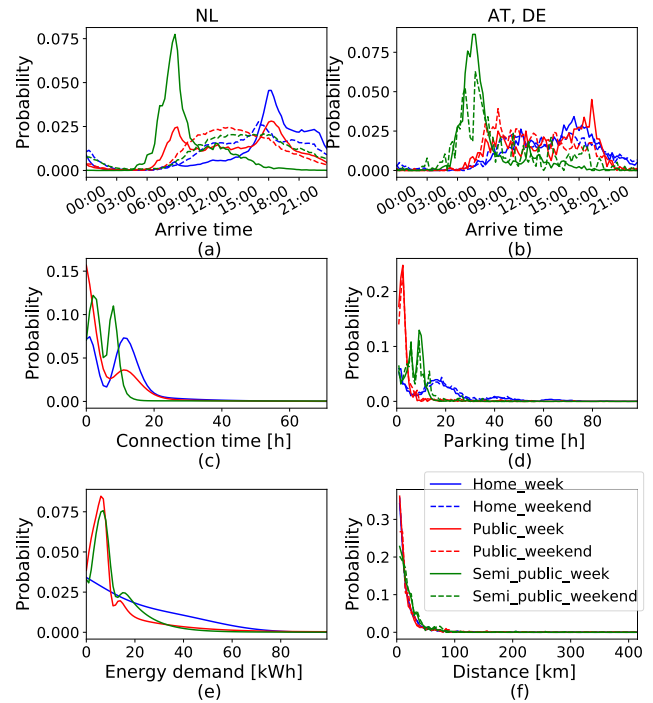 NL
Probability
0.075
0.050
0.025
0.000
00:00
03:00
06:00
09:00
12:00
15:00
18:00
21:00
Arrive time
(a)
AT, DE
Probability
0.075
0.050
0.025
0.000
00:00
03:00
06:00
09:00
12:00
15:00
18:00
21:00
Arrive time
(b)
Probability
0.15
0.10
0.05
0.00
0 20 40 60
Connection time [h]
(c)
Probability
0.2
0.1
0.0
0 20 40 60 80
Parking time [h]
(d)
Probability
0.075
0.050
0.025
0.000
0 20 40 60 80
Energy demand [kWh]
(e)
Probability
0.3
0.2
0.1
0.0
Home_week
Home_weekend
Public_week
Public_weekend
Semi_public_week
Semi_public_weekend
0 100 200 300 400
Distance [km]
(f)